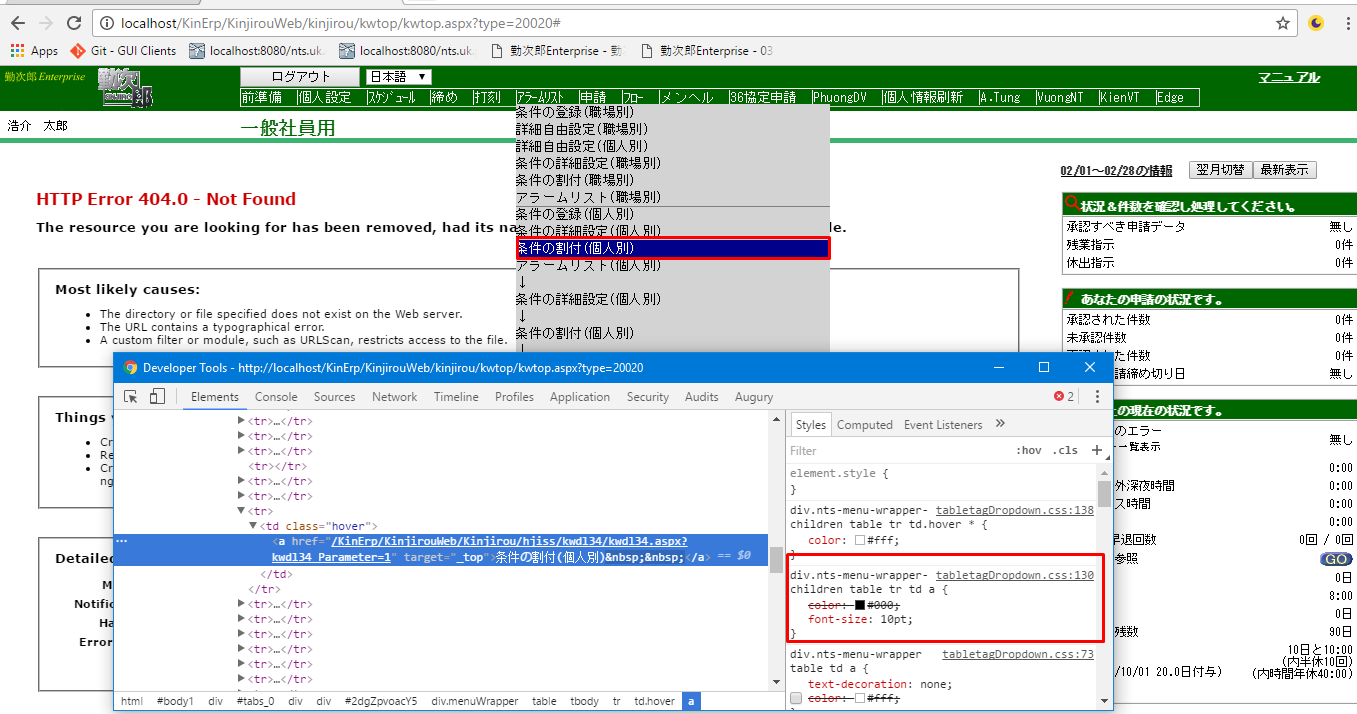 localhost/KinErp/KinjirouWeb/kinjirou/kwtop/kwtop.aspx?type=20020#
Apps Git - GUI Clients localhost:8080/nts.uk. localhost:8080/nts.uk. 勤次郎Enterprise - 勤 勤次郎Enterprise - 03
勤次郎 Enterprise 勤次郎 ログアウト 日本語 マニュアル
前準備 個人設定 スケジュール 締め 打刻 アラームリスト 申請 フロー メンヘル 36協定申請 PhuongDV 個人情報刷新 A.Tung VuongNT KienVT Edge
浩介 太郎 一般社員用
条件の登録(職場別)
詳細自由設定(職場別)
詳細自由設定(個人別)
条件の詳細設定(職場別)
条件の割付(職場別)
アラームリスト(職場別)
条件の登録(個人別)
条件の詳細設定(個人別)
条件の割付(個人別)
アラームリスト(個人別)
↓
条件の詳細設定(個人別)
↓
条件の割付(個人別)
HTTP Error 404.0 - Not Found
The resource you are looking for has been removed, had its na
le.
Most likely causes:
The directory or file specified does not exist on the Web server.
The URL contains a typographical error.
A custom filter or module, such as URLScan, restricts access to the file.
Things
Cr
Re
Cr
ng
Detailed
M
Notific
Ha
Error
02/01～02/28の情報 翌月切替 最新表示
状況&件数を確認し処理してください。
承認すべき申請データ 無し
残業指示 0件
休出指示 0件
あなたの申請の状況です。
承認された件数 0件
未承認件数 0件
された件数 0件
請締め切り日 無し
の現在の状況です。
のエラー
一覧表示 無し
0:00
外深夜時間 0:00
ス時間 0:00
0:00
早退回数 0回 / 0回
参照 GO
0日
8:00
0日
残数 90日
10日と10:00
(内半休10回)
/10/01 20.0日付与) (内時間年休40:00)
Developer Tools - http://localhost/KinErp/KinjirouWeb/kinjirou/kwtop/kwtop.aspx?type=20020
Elements Console Sources Network Timeline Profiles Application Security Audits Augury 2
<tr>…</tr>
<tr>…</tr>
<tr>…</tr>
<tr></tr>
<tr>…</tr>
<tr>…</tr>
<tr>
<td class="hover">
<a href="/KinErp/KinjirouWeb/Kinjirou/hjiss/kwdl34/kwdl34.aspx?
kwdl34_Parameter=1" target="_top">条件の割付(個人別)&nbsp;&nbsp;</a> == $0
</td>
</tr>
<tr>…</tr>
<tr>…</tr>
<tr>…</tr>
<tr>…</tr>
<tr>…</tr>
<tr>…</tr>
html #body1 div #tabs_0 div div #2dgZpvoacY5 div.menuWrapper table tbody tr td.hover a
Styles Computed Event Listeners »
Filter :hov .cls +
element.style {
}
div.nts-menu-wrapper- tabletagDropdown.css:138
children table tr td.hover * {
color: #fff;
}
div.nts-menu-wrapper- tabletagDropdown.css:130
children table tr td a {
color: #000;
font-size: 10pt;
}
div.nts-menu-wrapper tabletagDropdown.css:73
table td a {
text-decoration: none;
color: #fff;